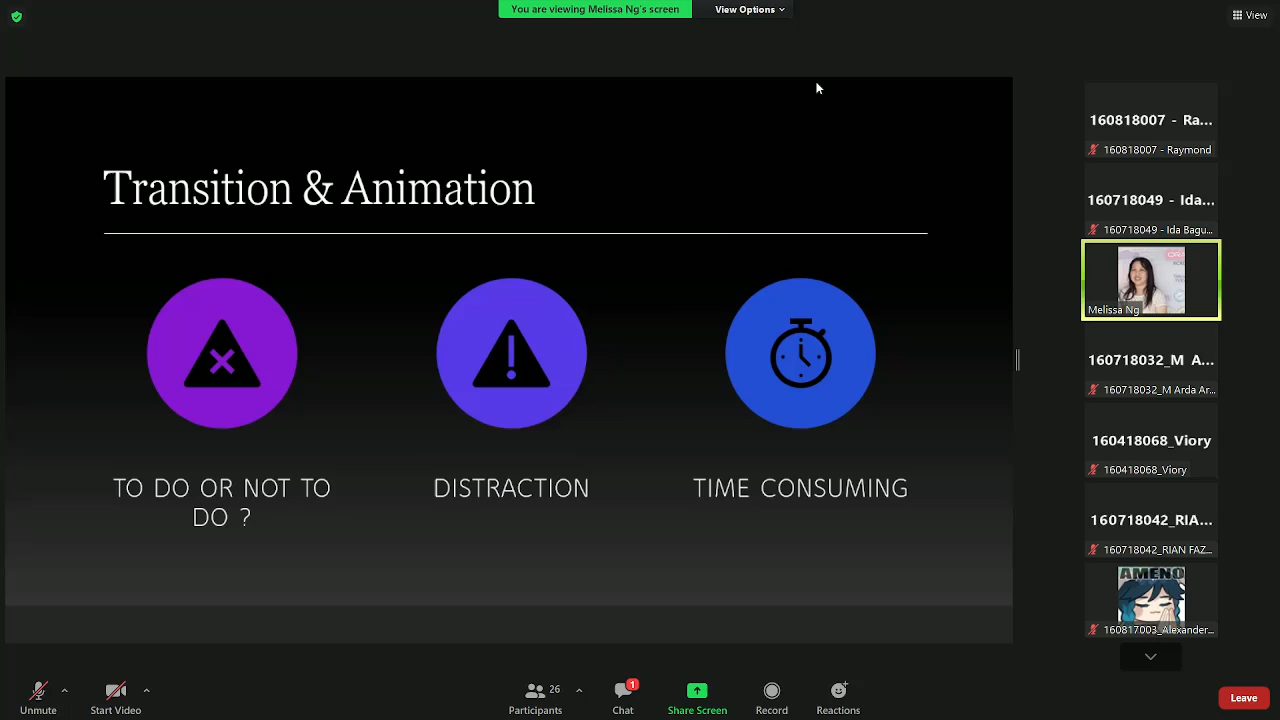 You are viewing Melissa Ng's screen
View Options
View
Transition & Animation
TO DO OR NOT TO
DO ?
DISTRACTION
TIME CONSUMING
160818007 - Ra...
160818007 - Raymond
160718049 - Ida...
160718049 - Ida Bagu...
Melissa Ng
160718032_M A...
160718032_M Arda Ar...
160418068_Viory
160418068_Viory
160718042_RIA...
160718042_RIAN FAZ...
AMENO
160817003_Alexander...
Unmute
Start Video
26
Participants
1
Chat
Share Screen
Record
Reactions
Leave